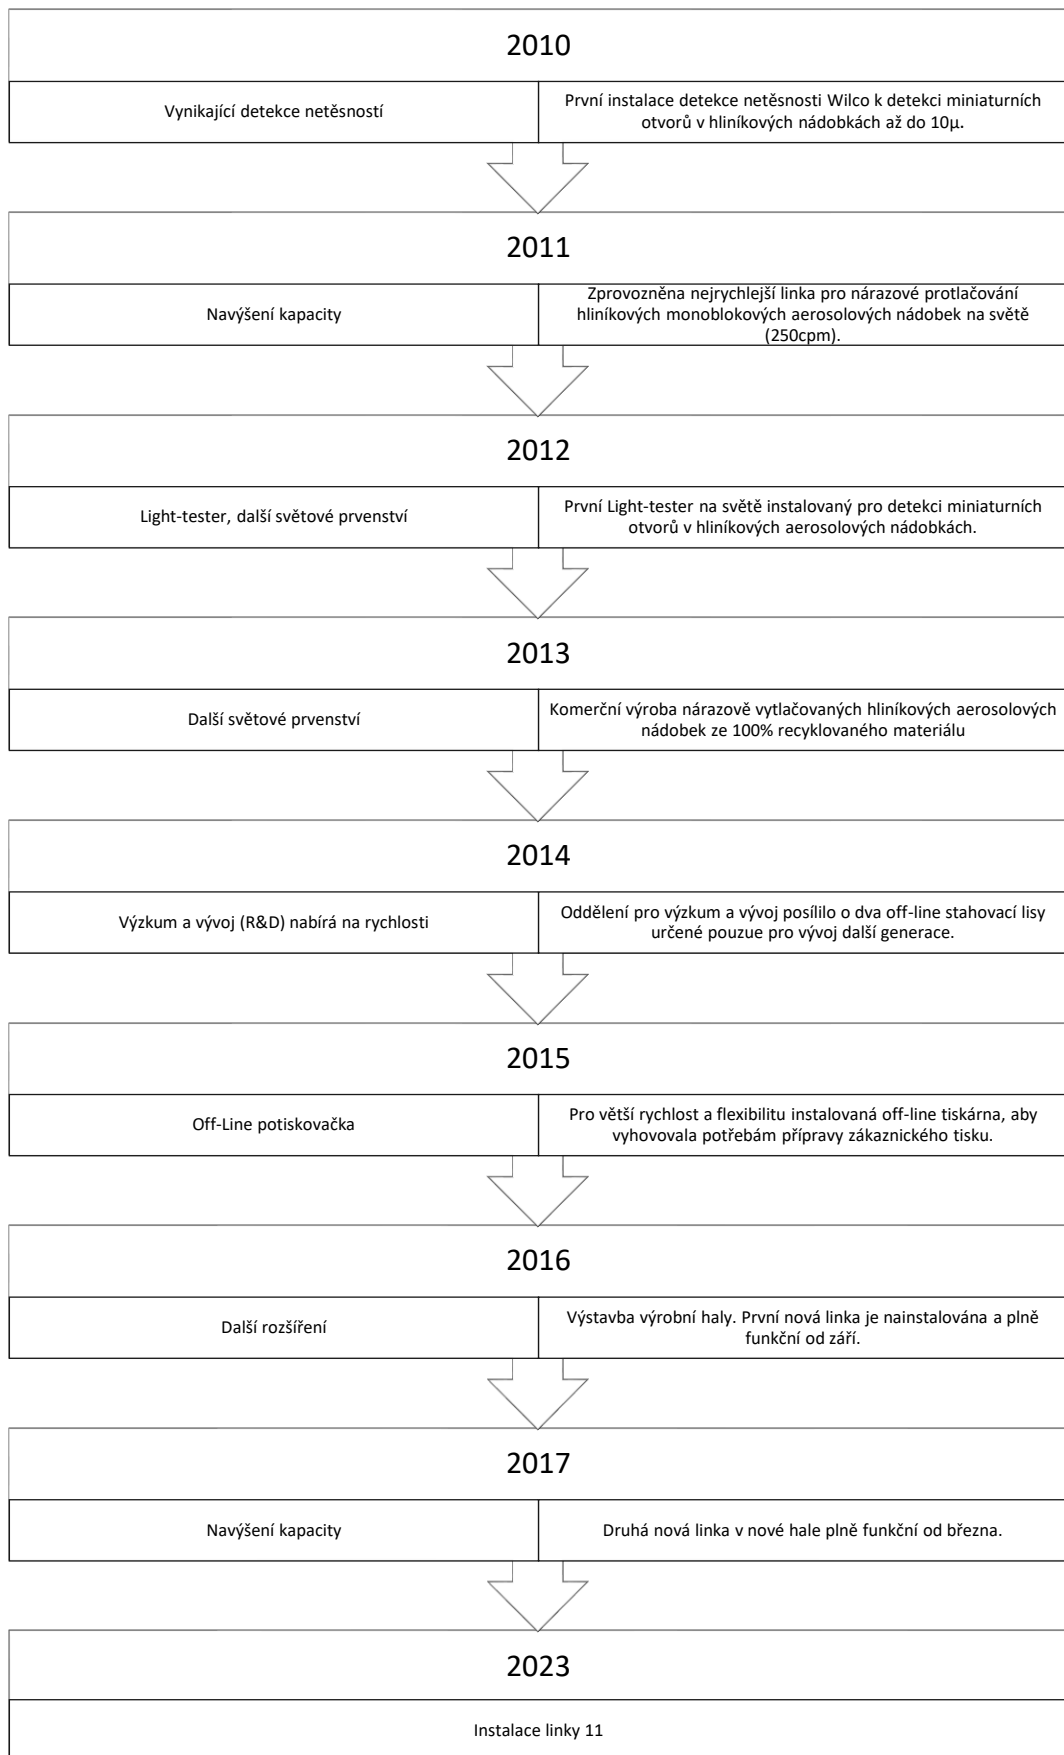 2010
Vynikající detekce netěsností
První instalace detekce netěsnosti Wilco k detekci miniaturních
otvorů v hliníkových nádobkách až do 10µ.
2011
Navýšení kapacity
Zprovozněna nejrychlejší linka pro nárazové protlačování
hliníkových monoblokových aerosolových nádobek na světě
(250cpm).
2012
Light-tester, další světové prvenství
První Light-tester na světě instalovaný pro detekci miniaturních
otvorů v hliníkových aerosolových nádobkách.
2013
Další světové prvenství
Komerční výroba nárazově vytlačovaných hliníkových aerosolových
nádobek ze 100% recyklovaného materiálu
2014
Výzkum a vývoj (R&D) nabírá na rychlosti
Oddělení pro výzkum a vývoj posílilo o dva off-line stahovací lisy
určené pouzue pro vývoj další generace.
2015
Off-Line potiskovačka
Pro větší rychlost a flexibilitu instalovaná off-line tiskárna, aby
vyhovovala potřebám přípravy zákaznického tisku.
2016
Další rozšíření
Výstavba výrobní haly. První nová linka je nainstalována a plně
funkční od září.
2017
Navýšení kapacity
Druhá nová linka v nové hale plně funkční od března.
2023
Instalace linky 11